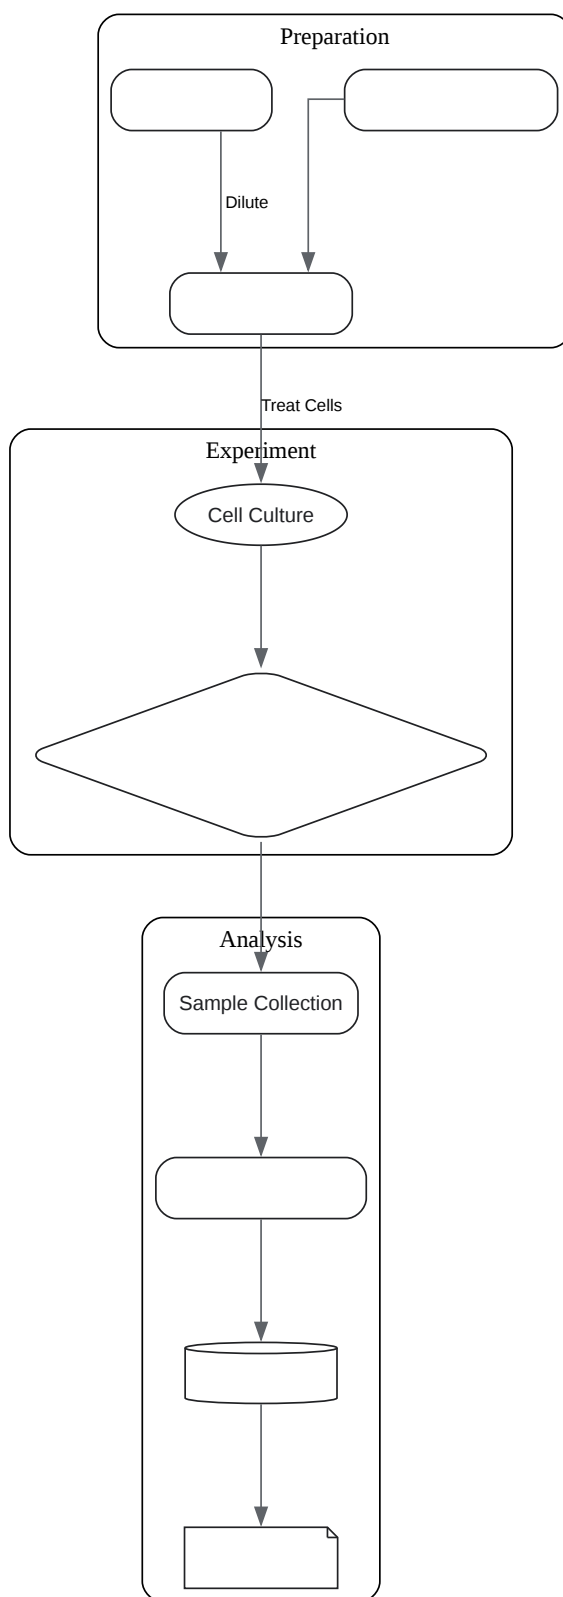 Preparation
Dilute
Treat Cells
Experiment
Cell Culture
Analysis
Sample Collection